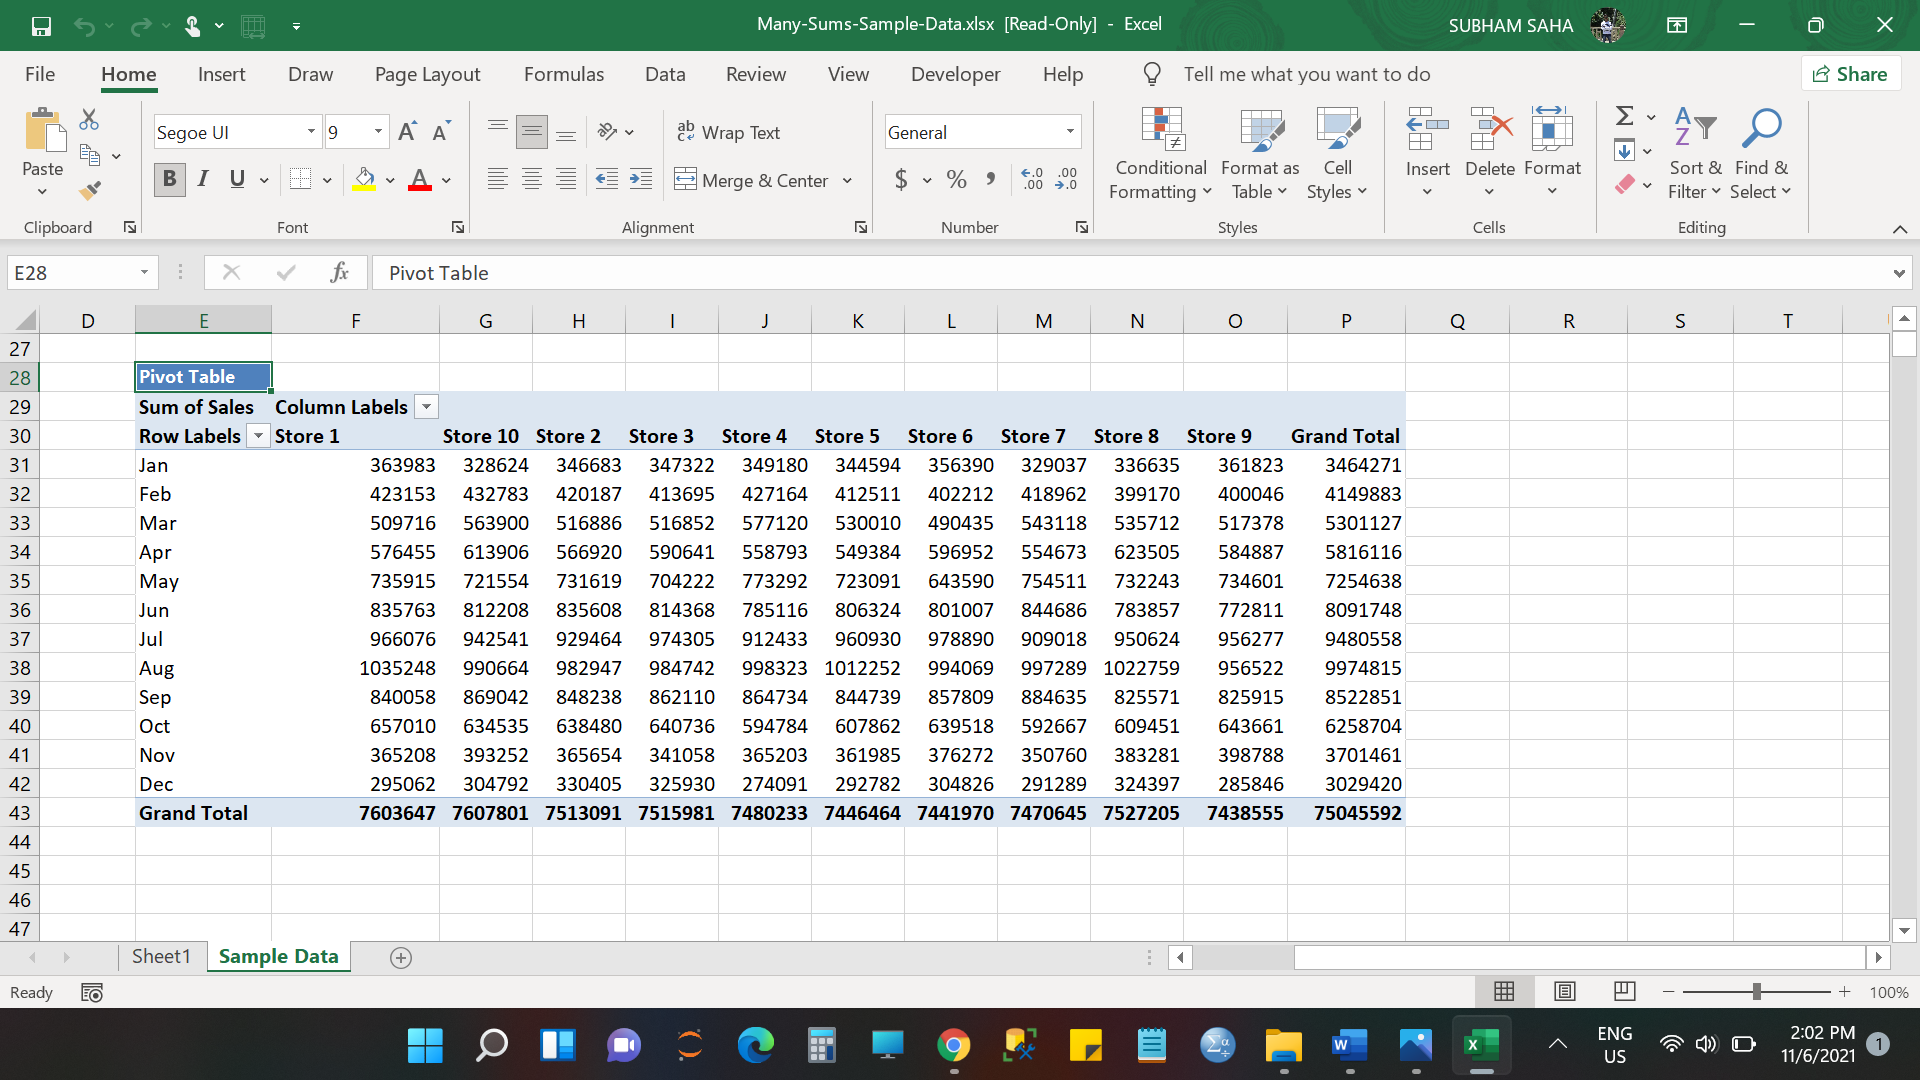 Many-Sums-Sample-Data.xlsx [Read-Only] - Excel
SUBHAM SAHA
File Home Insert Draw Page Layout Formulas Data Review View Developer Help Tell me what you want to do Share
Paste
Clipboard
Segoe UI 9
B I U A
Font
Wrap Text
Merge & Center
Alignment
General
$ % ,
Number
Conditional Formatting
Format as Table
Cell Styles
Styles
Insert Delete Format
Cells
Sort & Filter
Find & Select
Editing
E28 fx Pivot Table
D E F G H I J K L M N O P Q R S T
27
28 Pivot Table
29 Sum of Sales Column Labels
30 Row Labels Store 1 Store 10 Store 2 Store 3 Store 4 Store 5 Store 6 Store 7 Store 8 Store 9 Grand Total
31 Jan 363983 328624 346683 347322 349180 344594 356390 329037 336635 361823 3464271
32 Feb 423153 432783 420187 413695 427164 412511 402212 418962 399170 400046 4149883
33 Mar 509716 563900 516886 516852 577120 530010 490435 543118 535712 517378 5301127
34 Apr 576455 613906 566920 590641 558793 549384 596952 554673 623505 584887 5816116
35 May 735915 721554 731619 704222 773292 723091 643590 754511 732243 734601 7254638
36 Jun 835763 812208 835608 814368 785116 806324 801007 844686 783857 772811 8091748
37 Jul 966076 942541 929464 974305 912433 960930 978890 909018 950624 956277 9480558
38 Aug 1035248 990664 982947 984742 998323 1012252 994069 997289 1022759 956522 9974815
39 Sep 840058 869042 848238 862110 864734 844739 857809 884635 825571 825915 8522851
40 Oct 657010 634535 638480 640736 594784 607862 639518 592667 609451 643661 6258704
41 Nov 365208 393252 365654 341058 365203 361985 376272 350760 383281 398788 3701461
42 Dec 295062 304792 330405 325930 274091 292782 304826 291289 324397 285846 3029420
43 Grand Total 7603647 7607801 7513091 7515981 7480233 7446464 7441970 7470645 7527205 7438555 75045592
44
45
46
47
Sheet1 Sample Data
Ready 100%
ENG
US
2:02 PM
11/6/2021
1